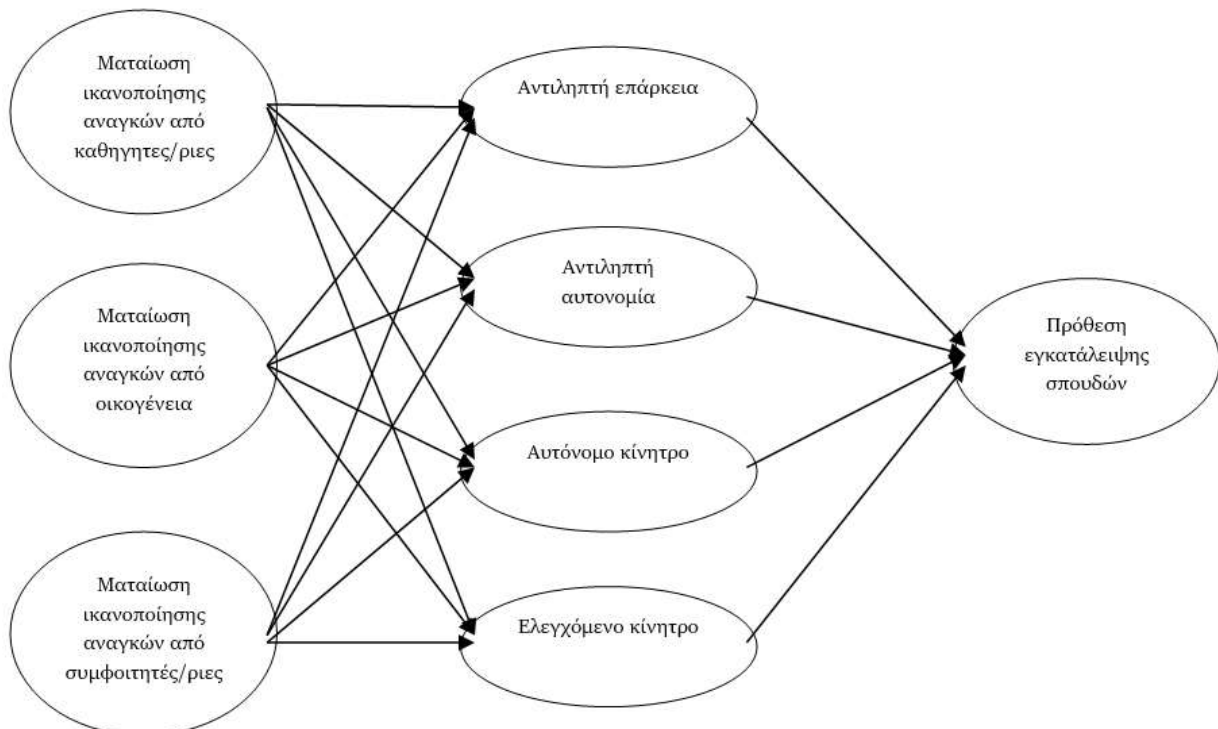 Ματαίωση
ικανοποίησης
αναγκών από
καθηγητες/ριες
Ματαίωση
ικανοποίησης
αναγκών από
οικογένεια
Ματαίωση
ικανοποίησης
αναγκών από
συμφοιτητές/ριες
Αντιληπτή επάρκεια
Αντιληπτή
αυτονομία
Αυτόνομο κίνητρο
Ελεγχόμενο κίνητρο
Πρόθεση
εγκατάλειψης
σπουδών